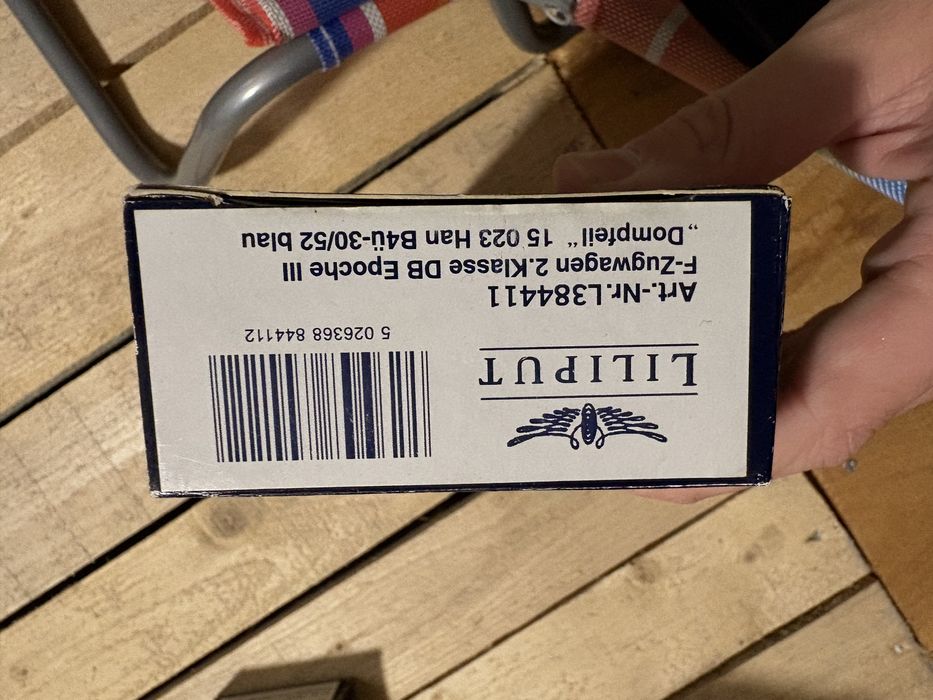 LILIPUT
Art.-Nr.L384411
F-Zugwagen 2.Klasse DB Epoche III
„Dompfeil“ 15 023 Han B4ü-30/52 blau
5 026368 844112